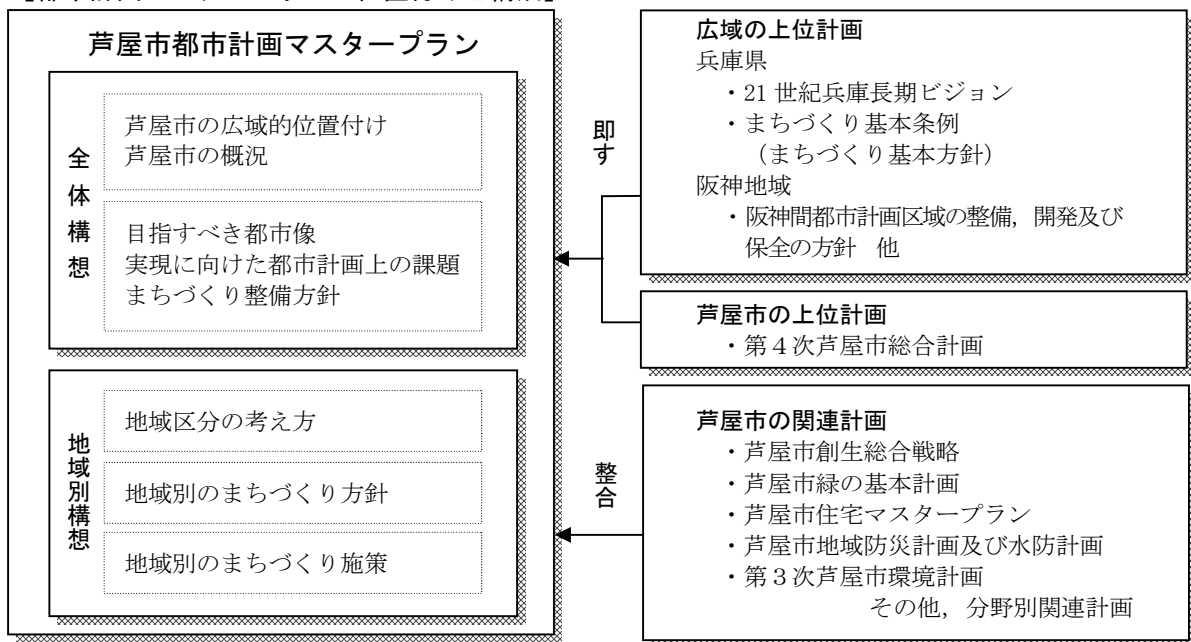 芦屋市都市計画マスタープラン
全体構想
芦屋市の広域的位置付け
芦屋市の概況
目指すべき都市像
実現に向けた都市計画上の課題
まちづくり整備方針
地域別構想
地域区分の考え方
地域別のまちづくり方針
地域別のまちづくり施策
即す
整合
広域の上位計画
兵庫県
・21 世紀兵庫長期ビジョン
・まちづくり基本条例
（まちづくり基本方針）
阪神地域
・阪神間都市計画区域の整備，開発及び
保全の方針　他
芦屋市の上位計画
・第４次芦屋市総合計画
芦屋市の関連計画
・芦屋市創生総合戦略
・芦屋市緑の基本計画
・芦屋市住宅マスタープラン
・芦屋市地域防災計画及び水防計画
・第３次芦屋市環境計画
その他，分野別関連計画